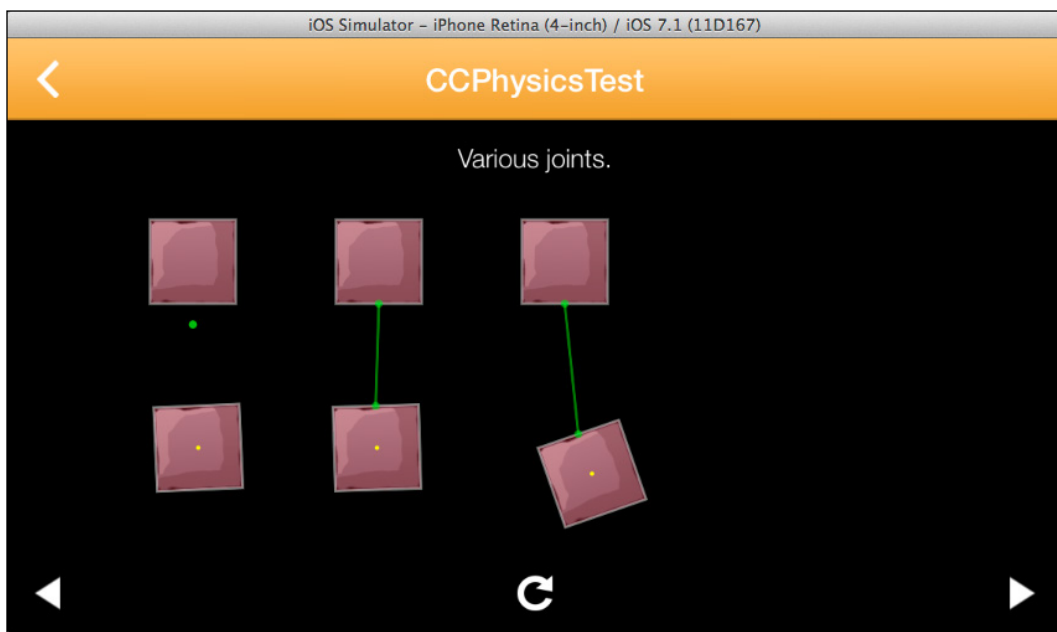 iOS Simulator – iPhone Retina (4-inch) / iOS 7.1 (11D167)
CCPhysicsTest
Various joints.